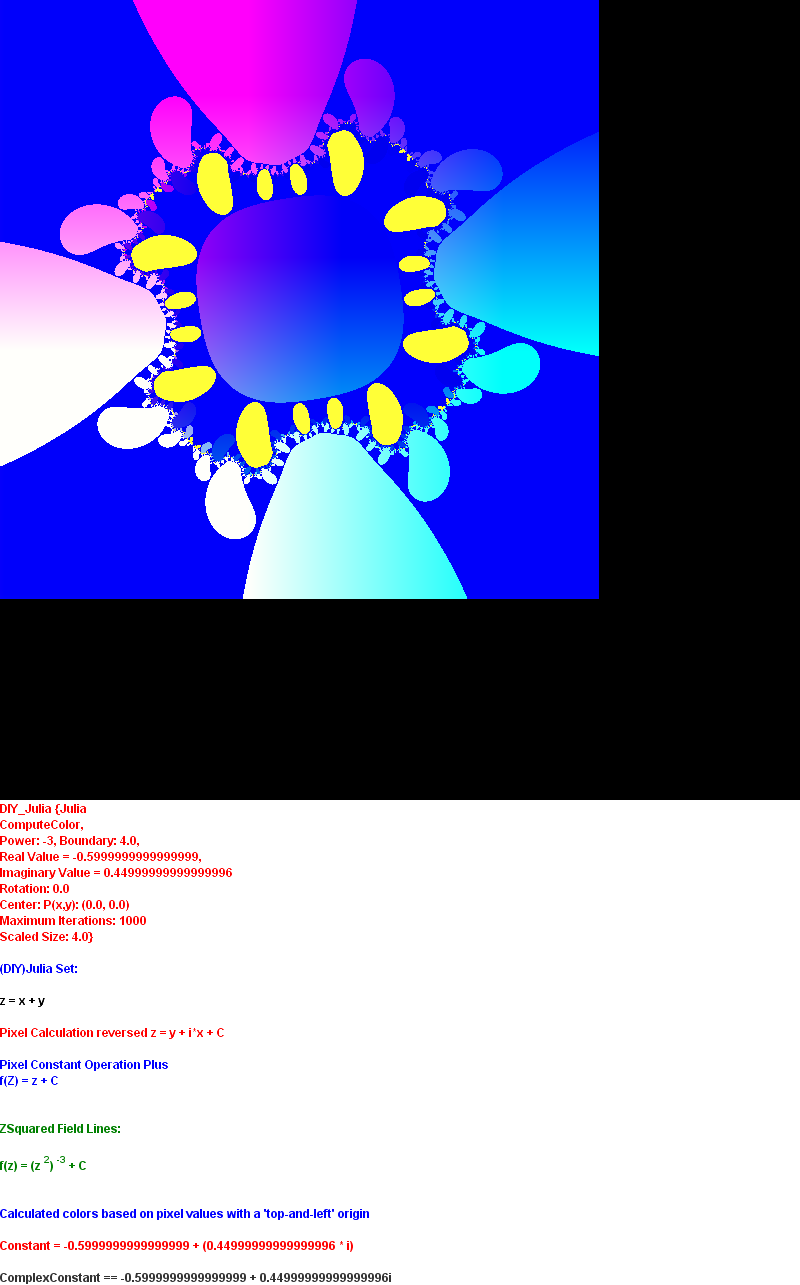 DIY_Julia {Julia
ComputeColor,
Power: -3, Boundary: 4.0,
Real Value = -0.5999999999999999,
Imaginary Value = 0.44999999999999996
Rotation: 0.0
Center: P(x,y): (0.0, 0.0)
Maximum Iterations: 1000
Scaled Size: 4.0}
(DIY)Julia Set:
z = x + y
Pixel Calculation reversed z = y + i*x + C
Pixel Constant Operation Plus
f(Z) = z + C
ZSquared Field Lines:
f(z) = (z ²) ⁻³ + C
Calculated colors based on pixel values with a 'top-and-left' origin
Constant = -0.5999999999999999 + (0.44999999999999996 * i)
ComplexConstant == -0.5999999999999999 + 0.44999999999999996i